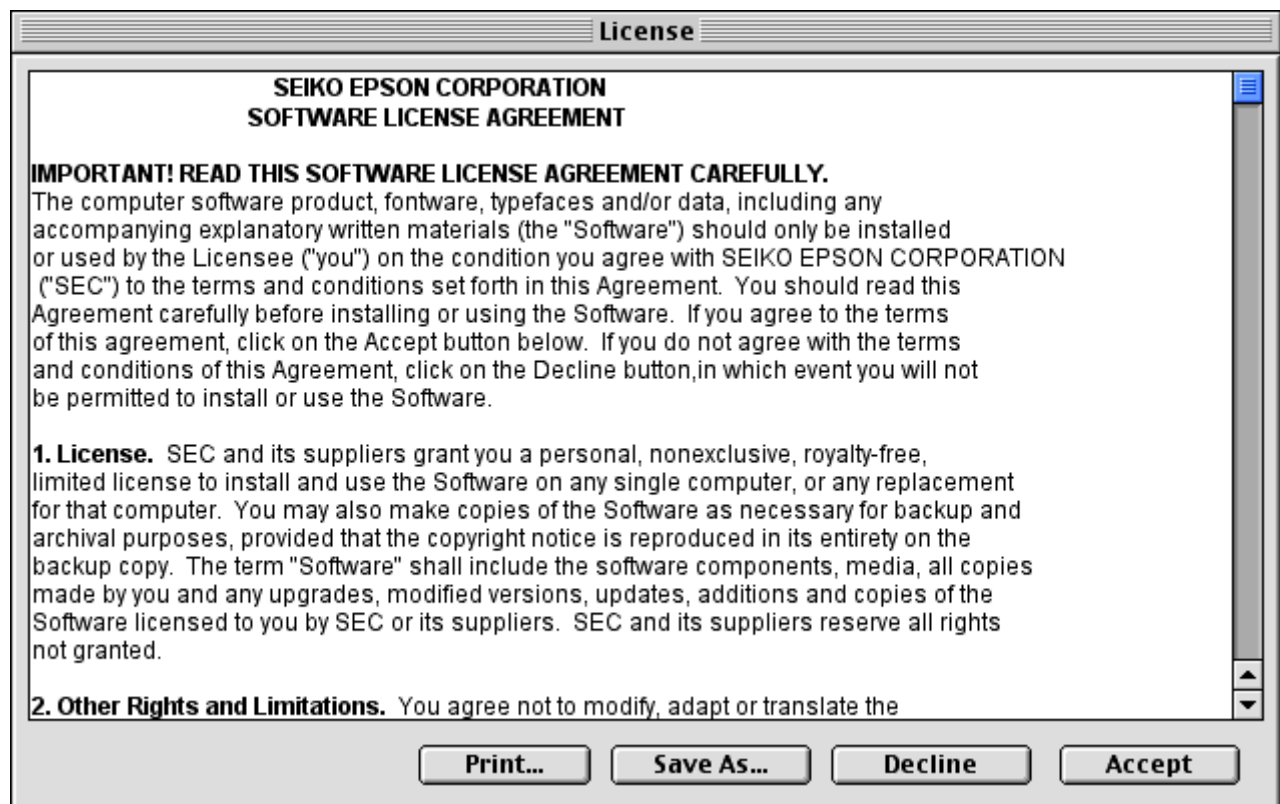 License
SEIKO EPSON CORPORATION
SOFTWARE LICENSE AGREEMENT
IMPORTANT! READ THIS SOFTWARE LICENSE AGREEMENT CAREFULLY.
The computer software product, fontware, typefaces and/or data, including any
accompanying explanatory written materials (the "Software") should only be installed
or used by the Licensee ("you") on the condition you agree with SEIKO EPSON CORPORATION
("SEC") to the terms and conditions set forth in this Agreement.  You should read this
Agreement carefully before installing or using the Software.  If you agree to the terms
of this agreement, click on the Accept button below.  If you do not agree with the terms
and conditions of this Agreement, click on the Decline button,in which event you will not
be permitted to install or use the Software.
1. License.  SEC and its suppliers grant you a personal, nonexclusive, royalty-free,
limited license to install and use the Software on any single computer, or any replacement
for that computer.  You may also make copies of the Software as necessary for backup and
archival purposes, provided that the copyright notice is reproduced in its entirety on the
backup copy.  The term "Software" shall include the software components, media, all copies
made by you and any upgrades, modified versions, updates, additions and copies of the
Software licensed to you by SEC or its suppliers.  SEC and its suppliers reserve all rights
not granted.
2. Other Rights and Limitations.  You agree not to modify, adapt or translate the
Print... Save As... Decline Accept